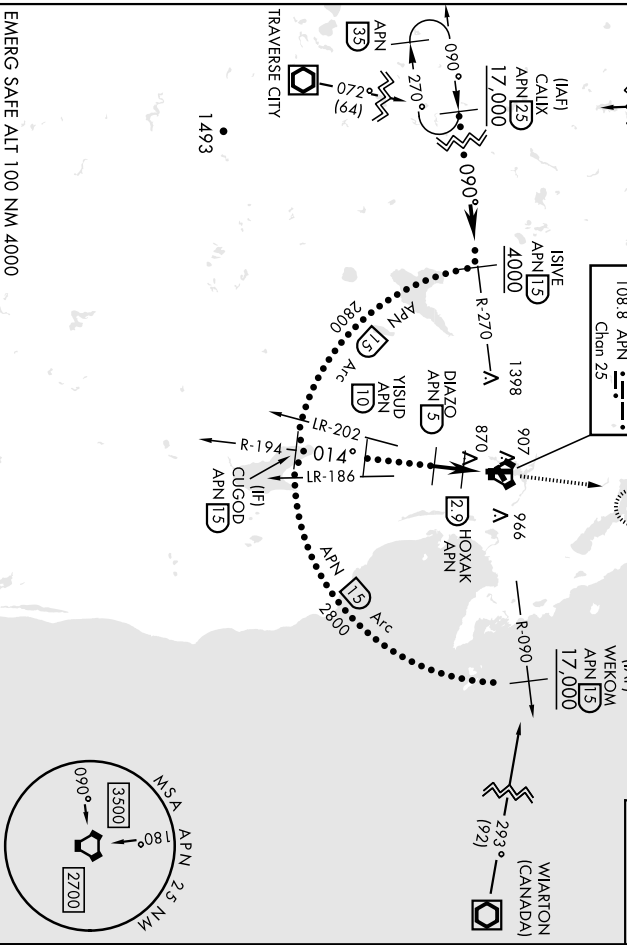 EMERG SAFE ALT 100 NM 4000
TRAVERSE CITY
072°
(64)
APN
35
090°
270°
(IAF)
CALIX
APN 25
17,000
090°
1493
ISIVE
APN 15
4000
R-270
1398
108.8 APN
Chan 25
APN 15 Arc
2800
YISUD
APN
10
DIAZO
APN 5
870
907
966
LR-202
R-194
014°
LR-186
(IF)
CUGOD
APN 15
HOXAK
APN
2.9
APN 15 Arc
2800
R-090
(IAF)
WEKOM
APN 15
17,000
293°
(92)
WIARTON
(CANADA)
MSA APN 25 NM
3500
090°
180°
2700